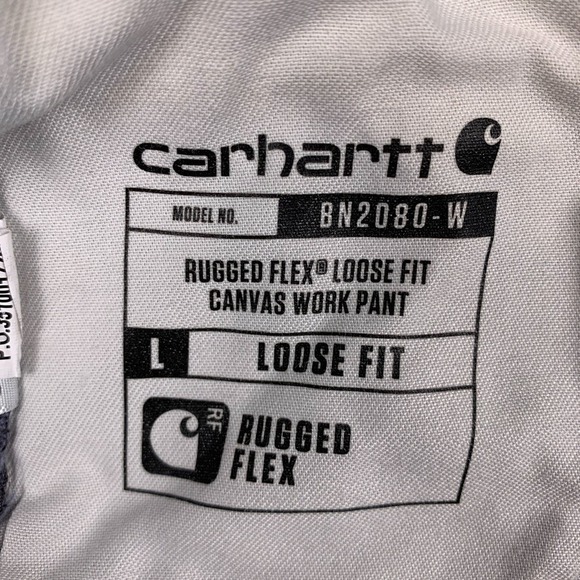 carhartt
MODEL NO. BN2080-W
RUGGED FLEX® LOOSE FIT
CANVAS WORK PANT
L LOOSE FIT
RF
RUGGED
FLEX